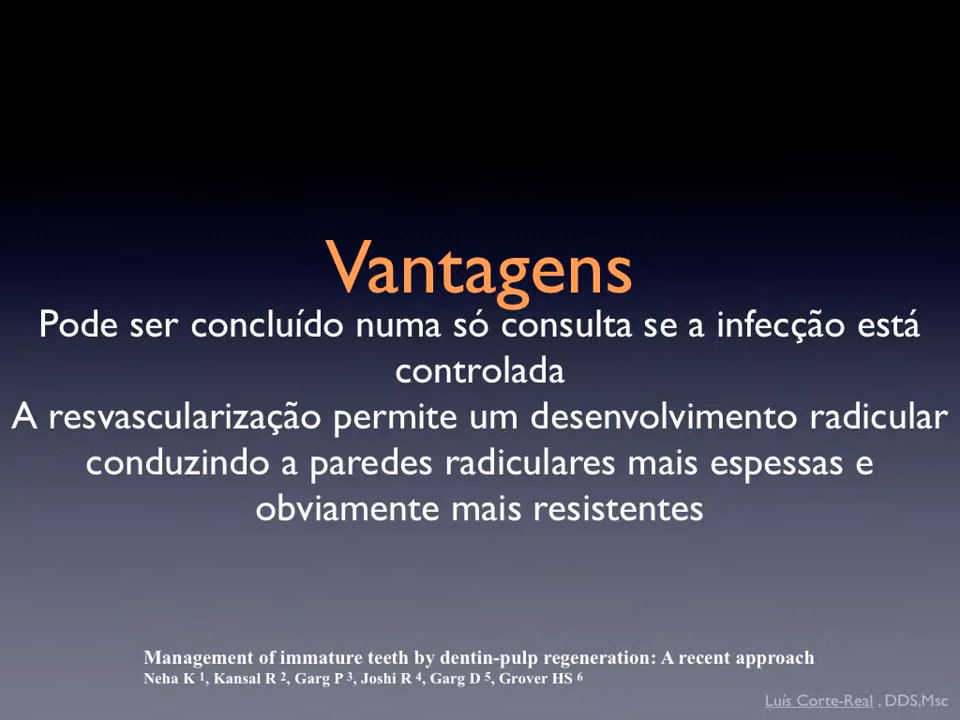 Vantagens
Pode ser concluído numa só consulta se a infecção está
controlada
A resvascularização permite um desenvolvimento radicular
conduzindo a paredes radiculares mais espessas e
obviamente mais resistentes
Management of immature teeth by dentin-pulp regeneration: A recent approach
Neha K 1, Kansal R 2, Garg P 3, Joshi R 4, Garg D 5, Grover HS 6
Luís Corte-Real , DDS,Msc